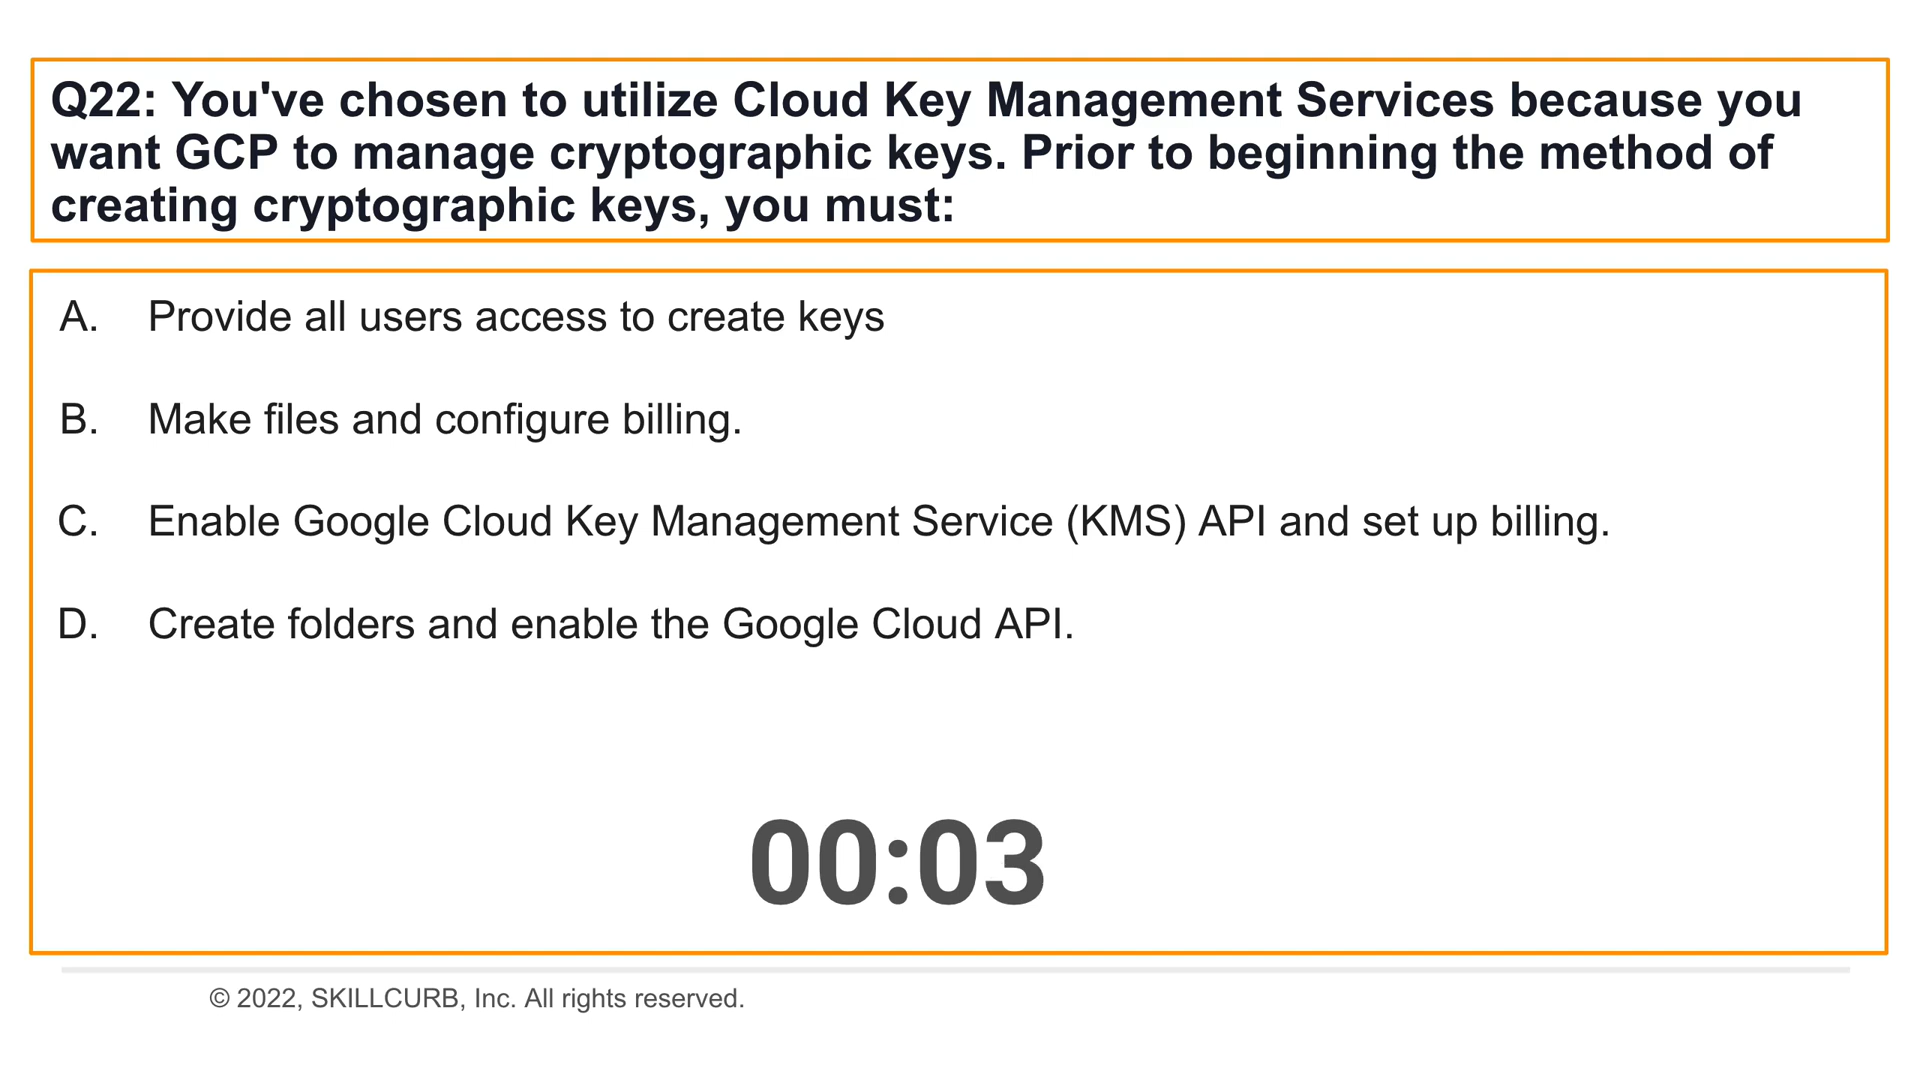 Q22: You've chosen to utilize Cloud Key Management Services because you
want GCP to manage cryptographic keys. Prior to beginning the method of
creating cryptographic keys, you must:
A. Provide all users access to create keys
B. Make files and configure billing.
C. Enable Google Cloud Key Management Service (KMS) API and set up billing.
D. Create folders and enable the Google Cloud API.
00:03
© 2022, SKILLCURB, Inc. All rights reserved.